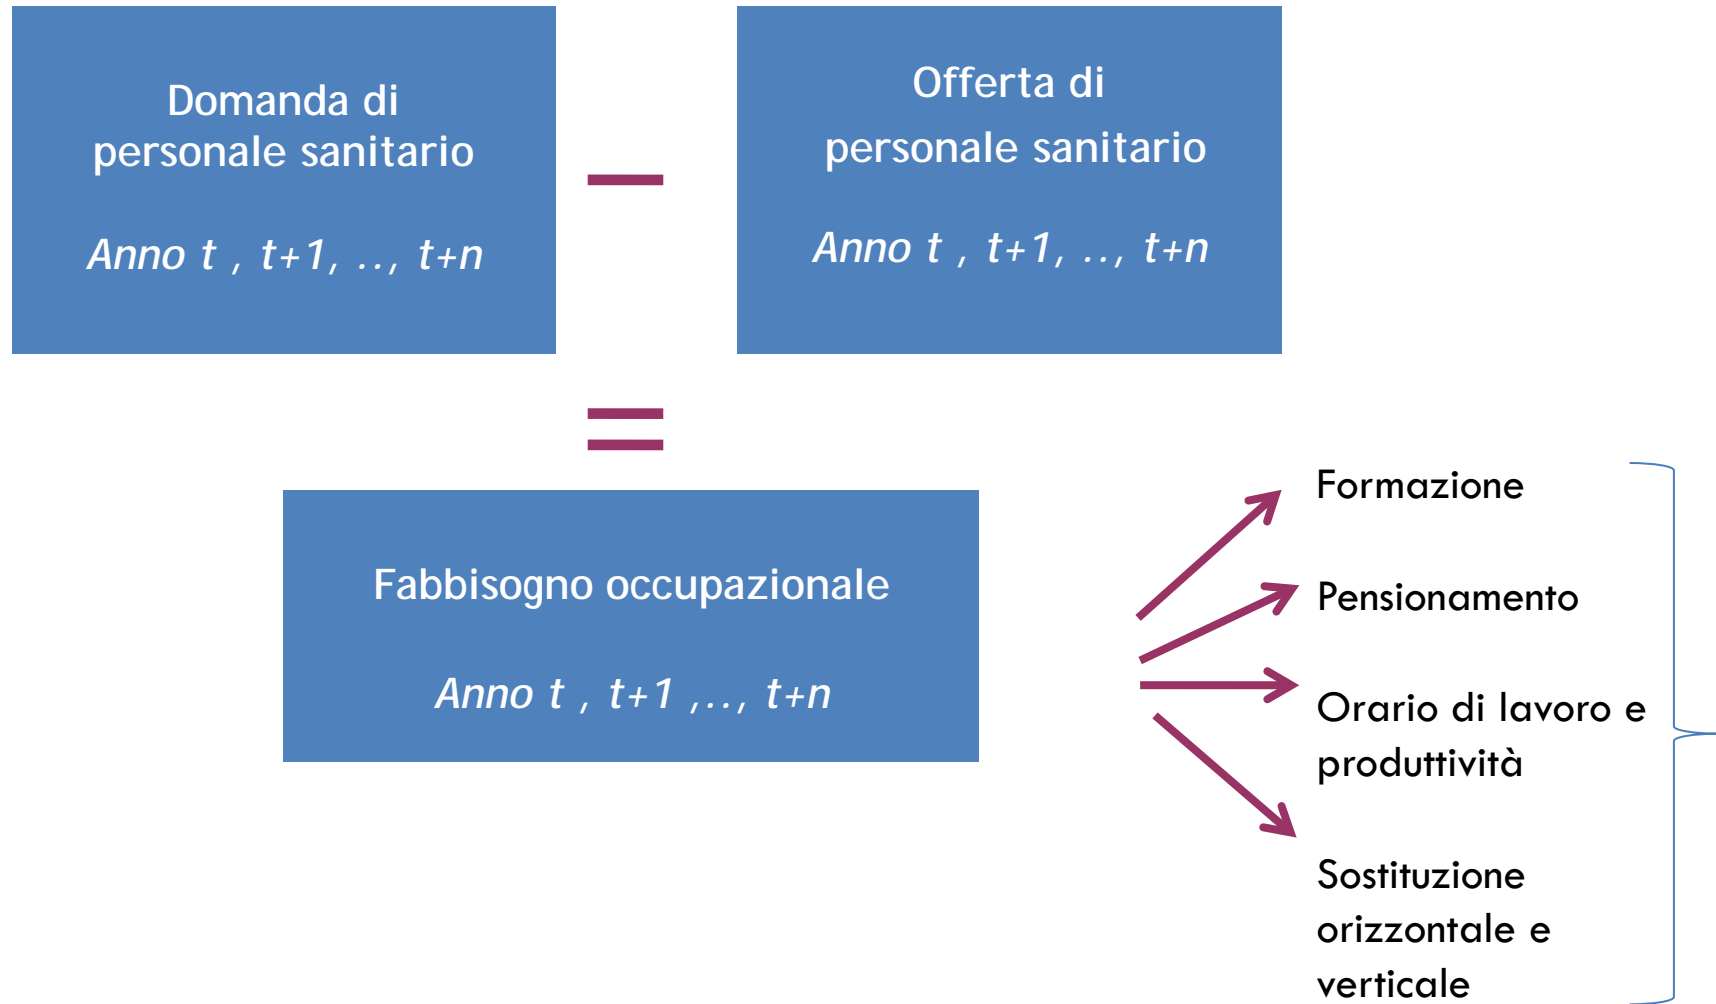 Domanda di
personale sanitario
Anno t , t+1, .., t+n
—
Offerta di
personale sanitario
Anno t , t+1, .., t+n
=
Fabbisogno occupazionale
Anno t , t+1 ,.., t+n
Formazione
Pensionamento
Orario di lavoro e
produttività
Sostituzione
orizzontale e
verticale